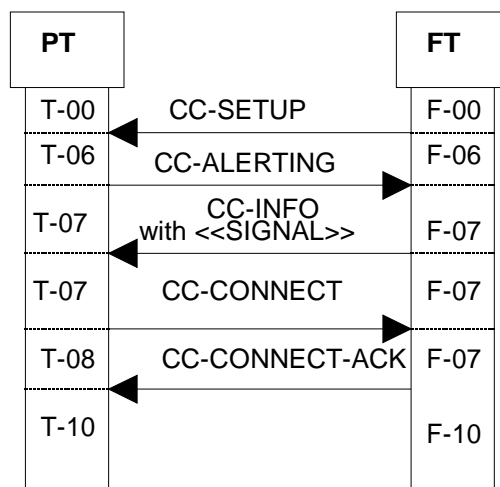 PT FT
T-00 CC-SETUP F-00
T-06 CC-ALERTING F-06
T-07 CC-INFO
with <<SIGNAL>> F-07
T-07 CC-CONNECT F-07
T-08 CC-CONNECT-ACK F-07
T-10 F-10